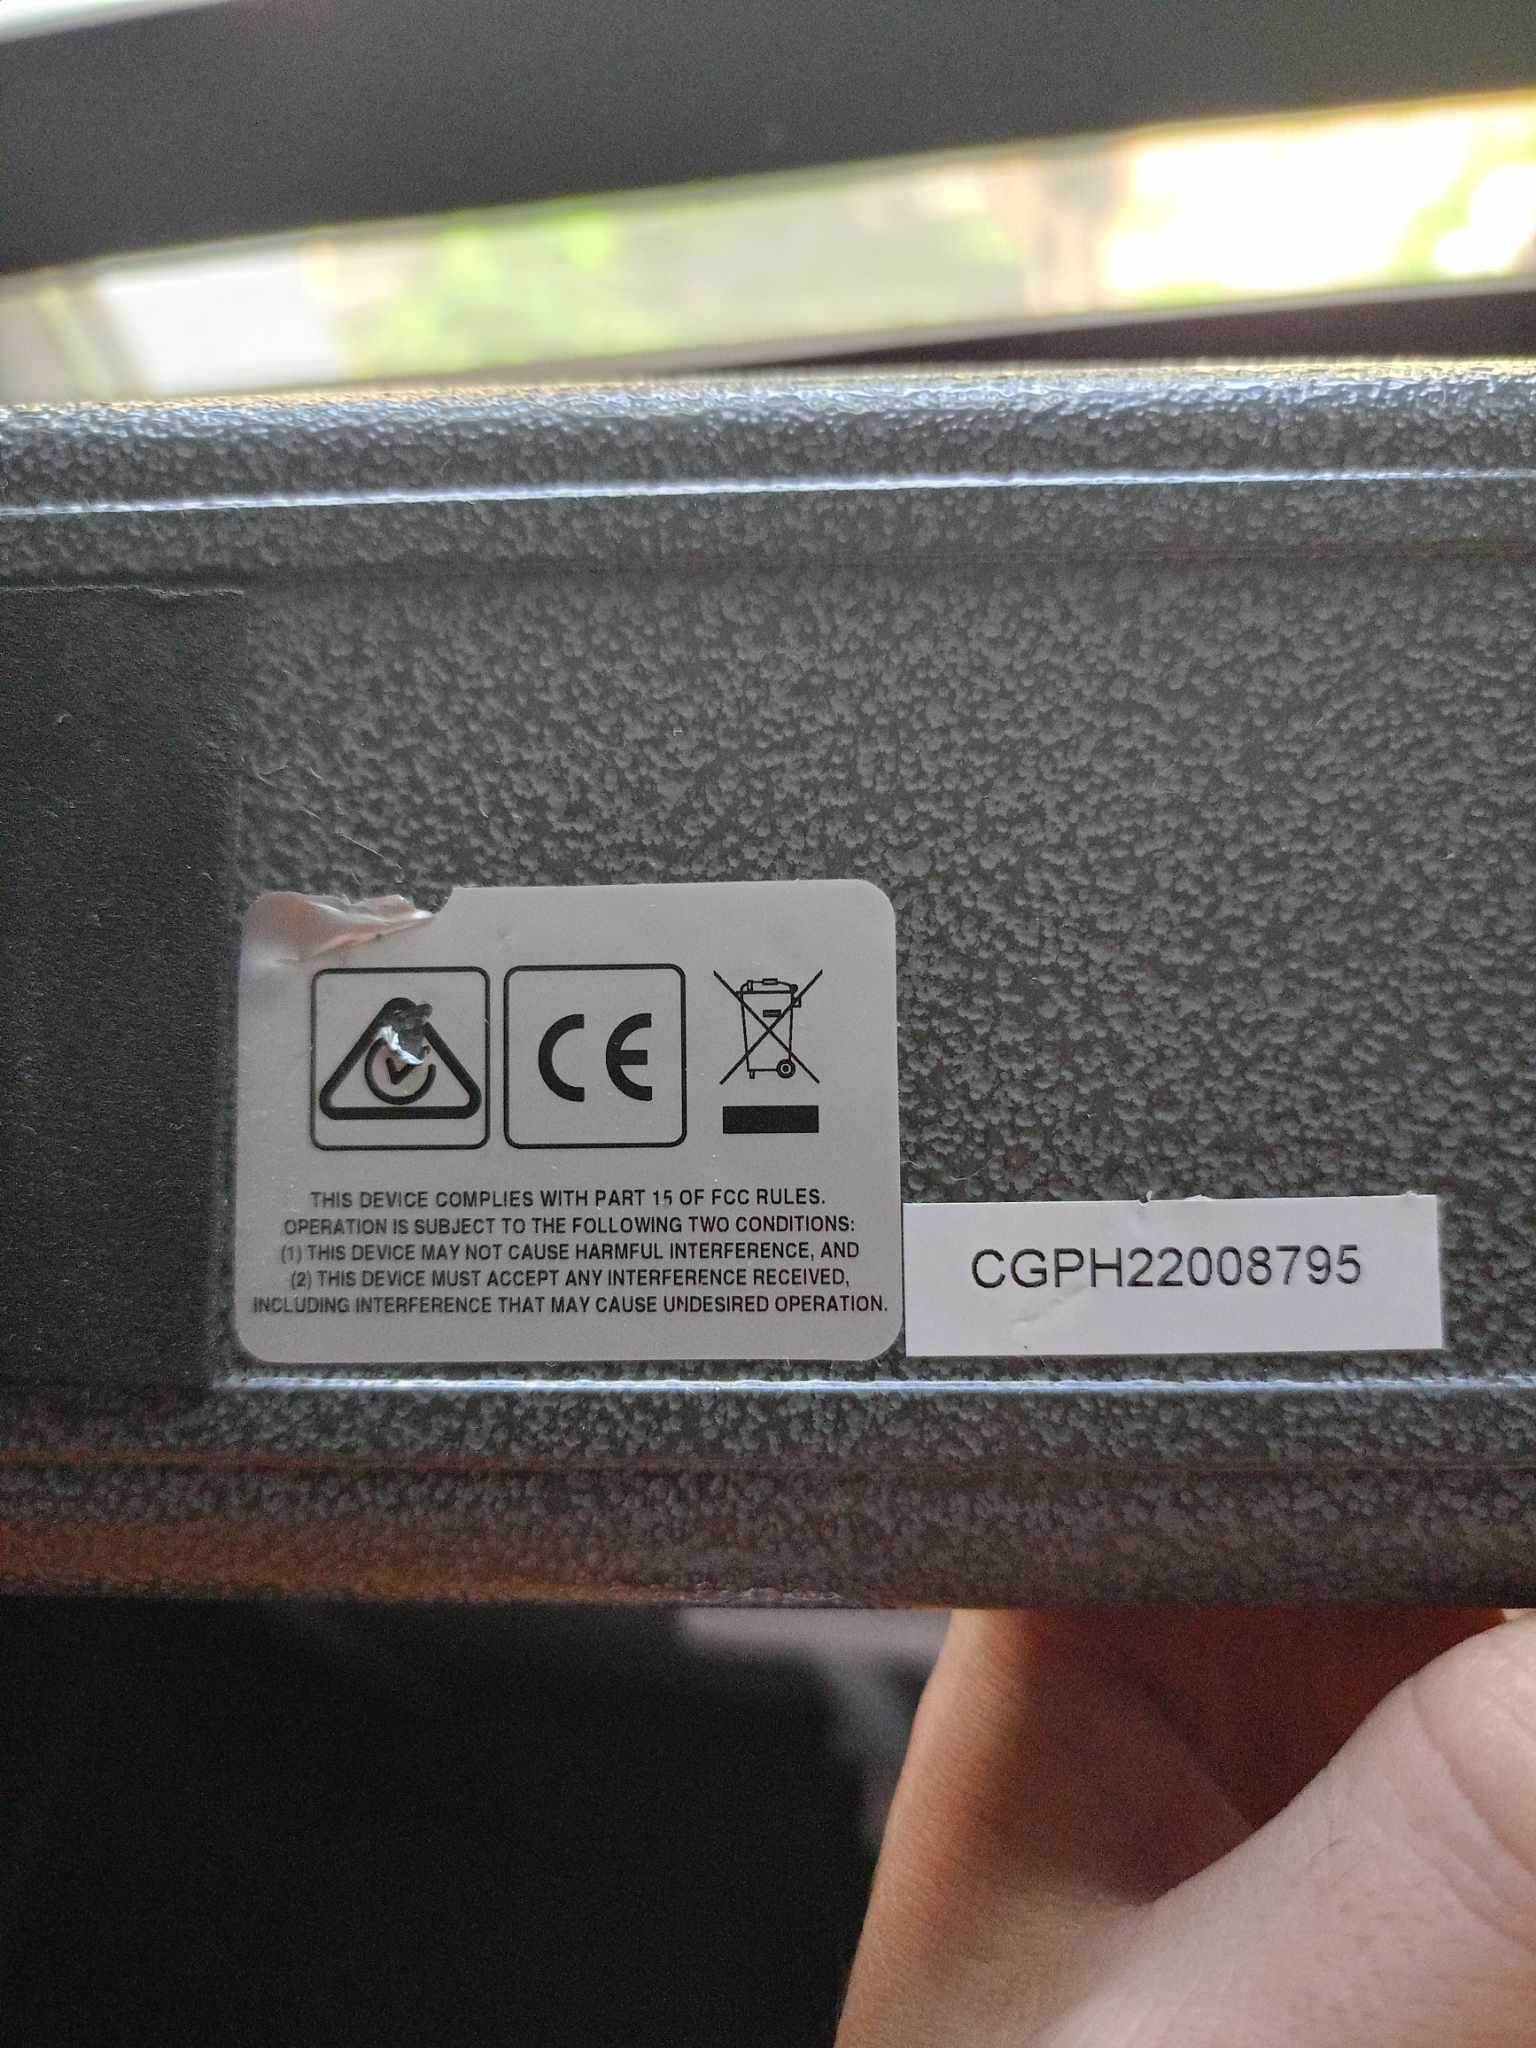 CE
THIS DEVICE COMPLIES WITH PART 15 OF FCC RULES.
OPERATION IS SUBJECT TO THE FOLLOWING TWO CONDITIONS:
(1) THIS DEVICE MAY NOT CAUSE HARMFUL INTERFERENCE, AND
(2) THIS DEVICE MUST ACCEPT ANY INTERFERENCE RECEIVED,
INCLUDING INTERFERENCE THAT MAY CAUSE UNDESIRED OPERATION.
CGPH22008795